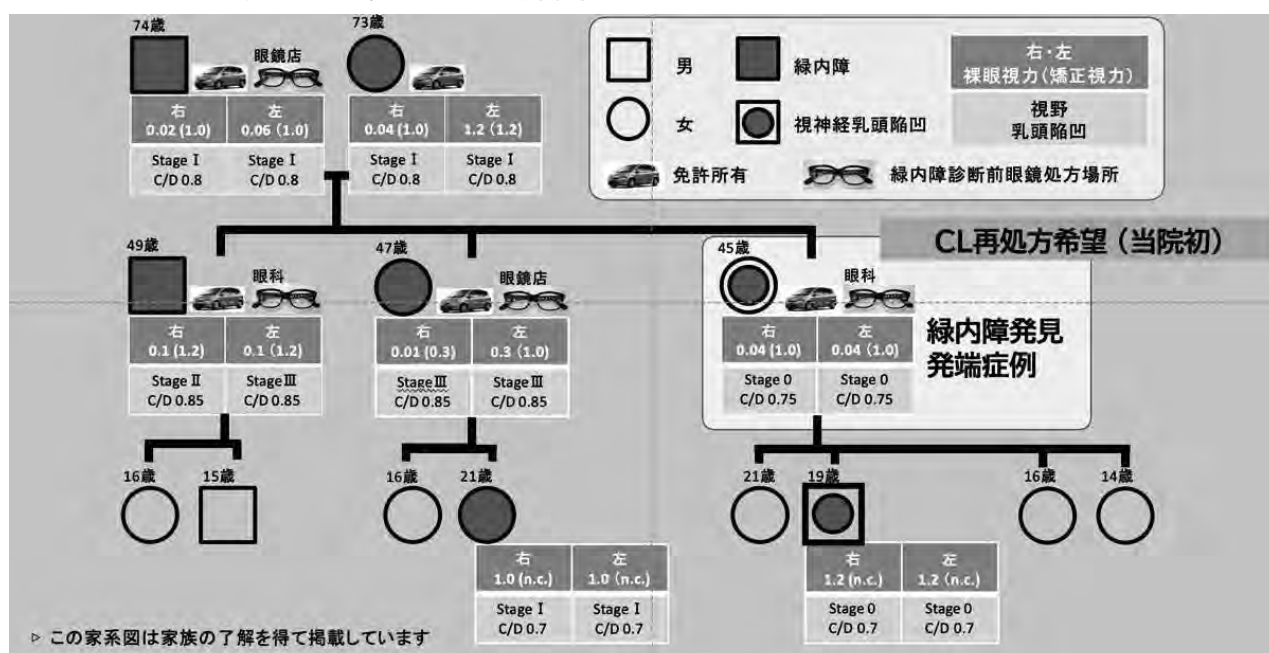 74歳
73歳
眼鏡店
右 左
0.02 (1.0) 0.06 (1.0)
Stage Ⅰ Stage Ⅰ
C/D 0.8 C/D 0.8
右 左
0.04 (1.0) 1.2 (1.2)
Stage Ⅰ Stage Ⅰ
C/D 0.8 C/D 0.8
男
緑内障
右・左
裸眼視力(矯正視力)
女
視神経乳頭陥凹
視野
乳頭陥凹
免許所有
緑内障診断前眼鏡処方場所
CL再処方希望(当院初)
49歳
眼科
右 左
0.1 (1.2) 0.1 (1.2)
Stage Ⅱ StageⅢ
C/D 0.85 C/D 0.85
47歳
眼鏡店
右 左
0.01 (0.3) 0.3 (1.0)
StageⅢ StageⅢ
C/D 0.85 C/D 0.85
45歳
眼科
右 左
0.04 (1.0) 0.04 (1.0)
Stage 0 Stage 0
C/D 0.75 C/D 0.75
緑内障発見
発端症例
16歳 15歳
16歳 21歳
21歳 19歳 16歳 14歳
右 左
1.0 (n.c.) 1.0 (n.c.)
Stage Ⅰ Stage Ⅰ
C/D 0.7 C/D 0.7
右 左
1.2 (n.c.) 1.2 (n.c.)
Stage 0 Stage 0
C/D 0.7 C/D 0.7
▷ この家系図は家族の了解を得て掲載しています